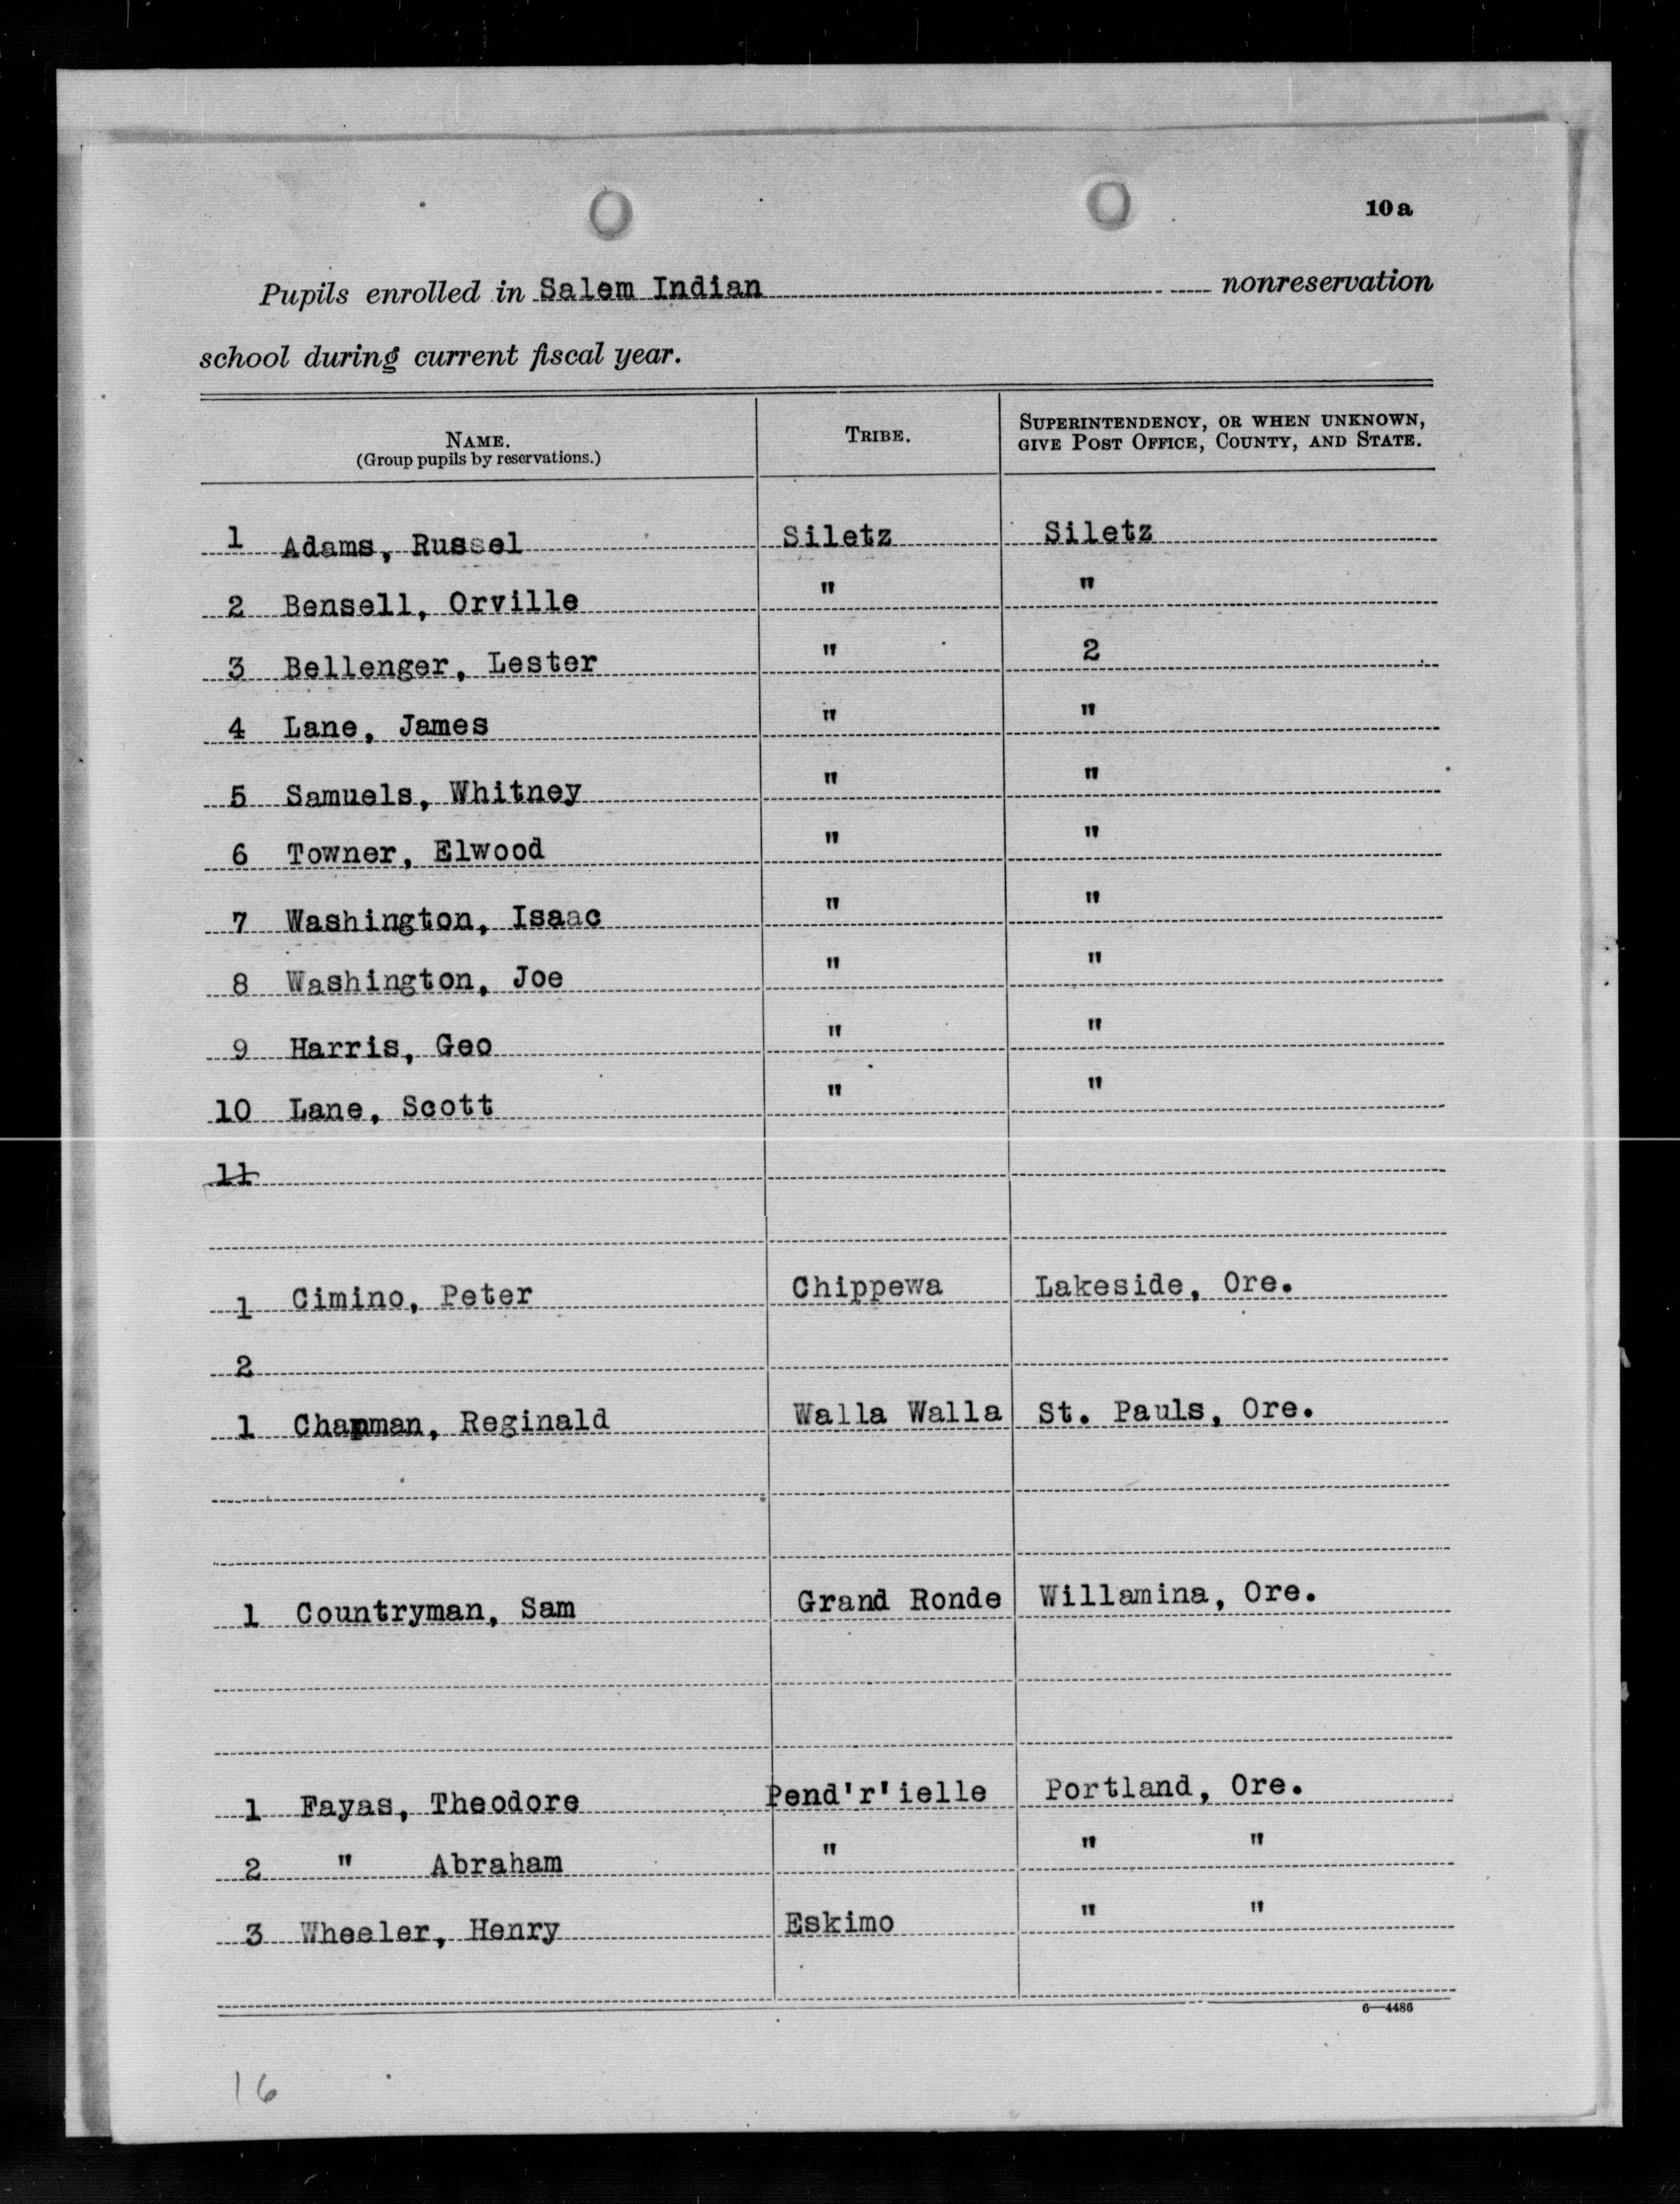 10a
Pupils enrolled in Salem Indian nonreservation
school during current fiscal year.
NAME.
(Group pupils by reservations.)
TRIBE.
SUPERINTENDENCY, OR WHEN UNKNOWN,
GIVE POST OFFICE, COUNTY, AND STATE.
1 Adams, Russel Siletz Siletz
2 Bensell, Orville " "
3 Bellenger, Lester " 2
4 Lane, James " "
5 Samuels, Whitney " "
6 Towner, Elwood " "
7 Washington, Isaac " "
8 Washington, Joe " "
9 Harris, Geo " "
10 Lane, Scott " "
11
1 Cimino, Peter Chippewa Lakeside, Ore.
2
1 Chapman, Reginald Walla Walla St. Pauls, Ore.
1 Countryman, Sam Grand Ronde Willamina, Ore.
1 Fayas, Theodore Pend'r'ielle Portland, Ore.
2 " Abraham " " "
3 Wheeler, Henry Eskimo " "
6—4486
16